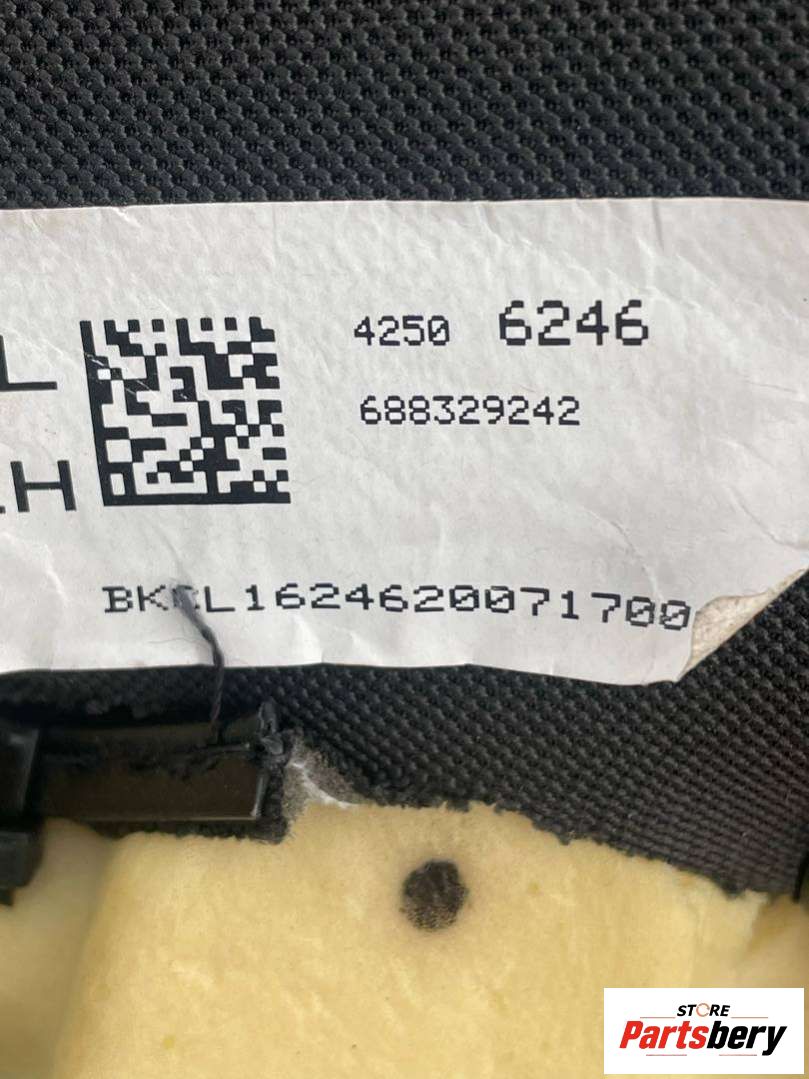 L
4250 6246
688329242
H
BKCL1624620071700
STORE
Partsbery